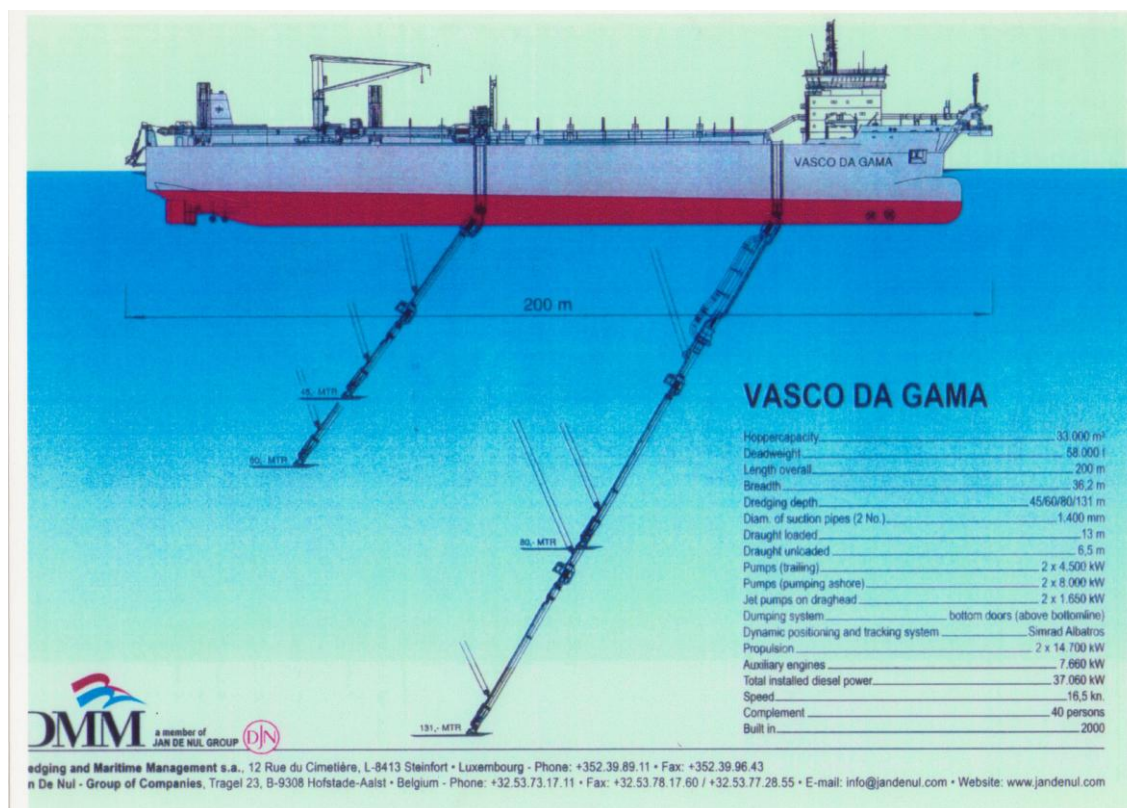 VASCO DA GAMA
200 m
45,- MTR
60,- MTR
80,- MTR
131,- MTR
VASCO DA GAMA
Hoppercapacity 33.000 m³
Deadweight 58.000 t
Length overall 200 m
Breadth 36,2 m
Dredging depth 45/60/80/131 m
Diam. of suction pipes (2 No.) 1.400 mm
Draught loaded 13 m
Draught unloaded 6,5 m
Pumps (trailing) 2 x 4.500 kW
Pumps (pumping ashore) 2 x 8.000 kW
Jet pumps on draghead 2 x 1.650 kW
Dumping system bottom doors (above bottomline)
Dynamic positioning and tracking system Simrad Albatros
Propulsion 2 x 14.700 kW
Auxiliary engines 7.660 kW
Total installed diesel power 37.060 kW
Speed 16,5 kn.
Complement 40 persons
Built in 2000
DMM
a member of
JAN DE NUL GROUP
DJN
edging and Maritime Management s.a., 12 Rue du Cimetière, L-8413 Steinfort • Luxembourg - Phone: +352.39.89.11 • Fax: +352.39.96.43
n De Nul - Group of Companies, Tragel 23, B-9308 Hofstade-Aalst • Belgium - Phone: +32.53.73.17.11 • Fax: +32.53.78.17.60 / +32.53.77.28.55 • E-mail: info@jandenul.com • Website: www.jandenul.com